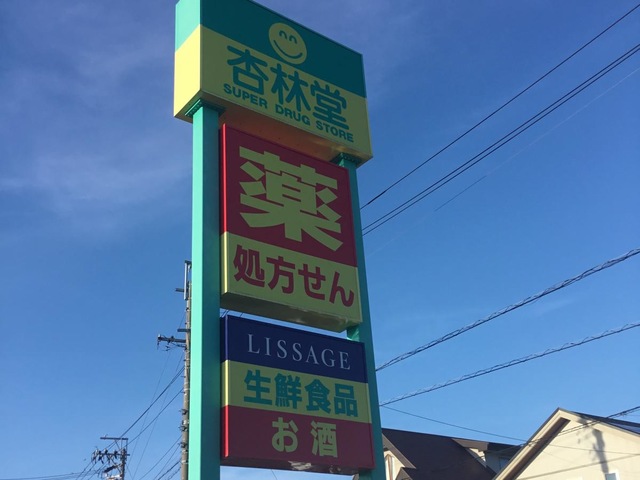 杏林堂
SUPER DRUG STORE
薬
処方せん
LISSAGE
生鮮食品
お酒